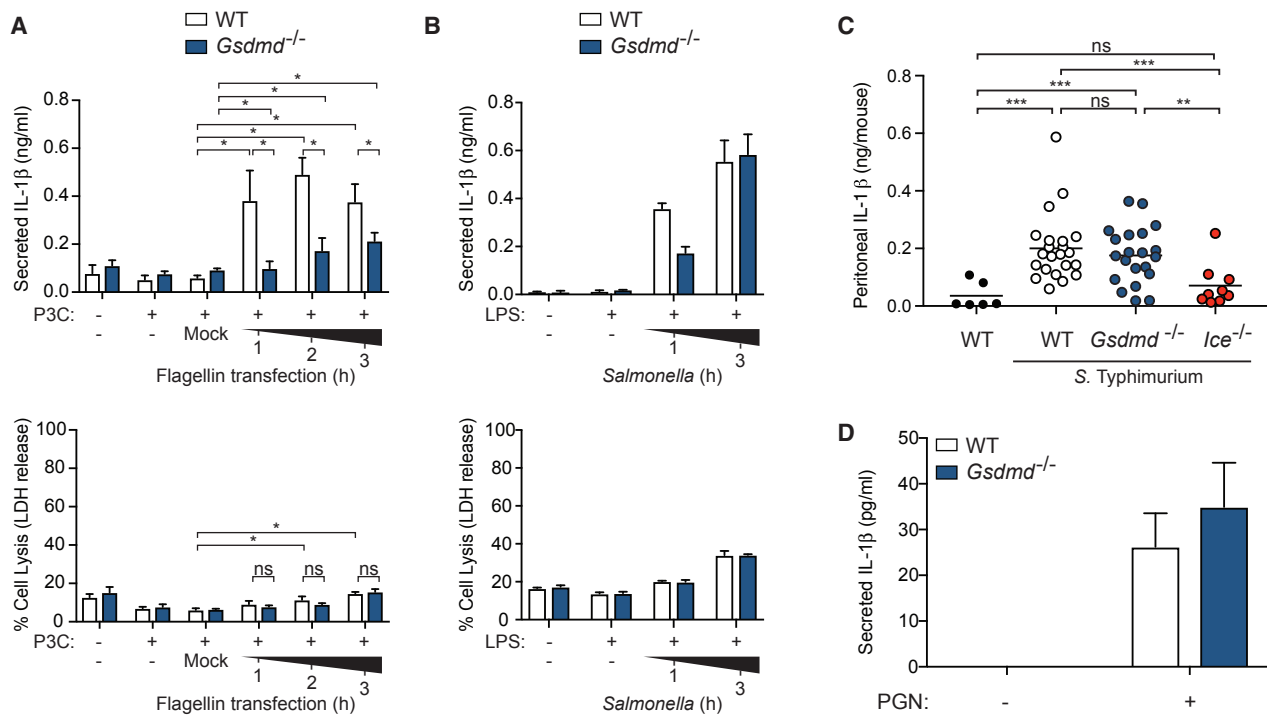 A
WT
Gsdmd-/-
Secreted IL-1β (ng/ml)
0.8
0.6
0.4
0.2
0.0
*
*
*
*
*
*
*
*
*
P3C: - + + + + +
- - Mock 1 2 3
Flagellin transfection (h)
% Cell Lysis (LDH release)
100
80
60
40
20
0
*
*
ns ns ns
P3C: - + + + + +
- - Mock 1 2 3
Flagellin transfection (h)
B
WT
Gsdmd-/-
Secreted IL-1β (ng/ml)
0.8
0.6
0.4
0.2
0.0
LPS: - + + +
- - 1 3
Salmonella (h)
% Cell Lysis (LDH release)
100
80
60
40
20
0
LPS: - + + +
- - 1 3
Salmonella (h)
C
ns
***
***
*** ns **
Peritoneal IL-1 β (ng/mouse)
0.8
0.6
0.4
0.2
0.0
WT WT Gsdmd -/- Ice-/-
S. Typhimurium
D
WT
Gsdmd-/-
Secreted IL-1β (pg/ml)
50
40
30
20
10
0
PGN: - +